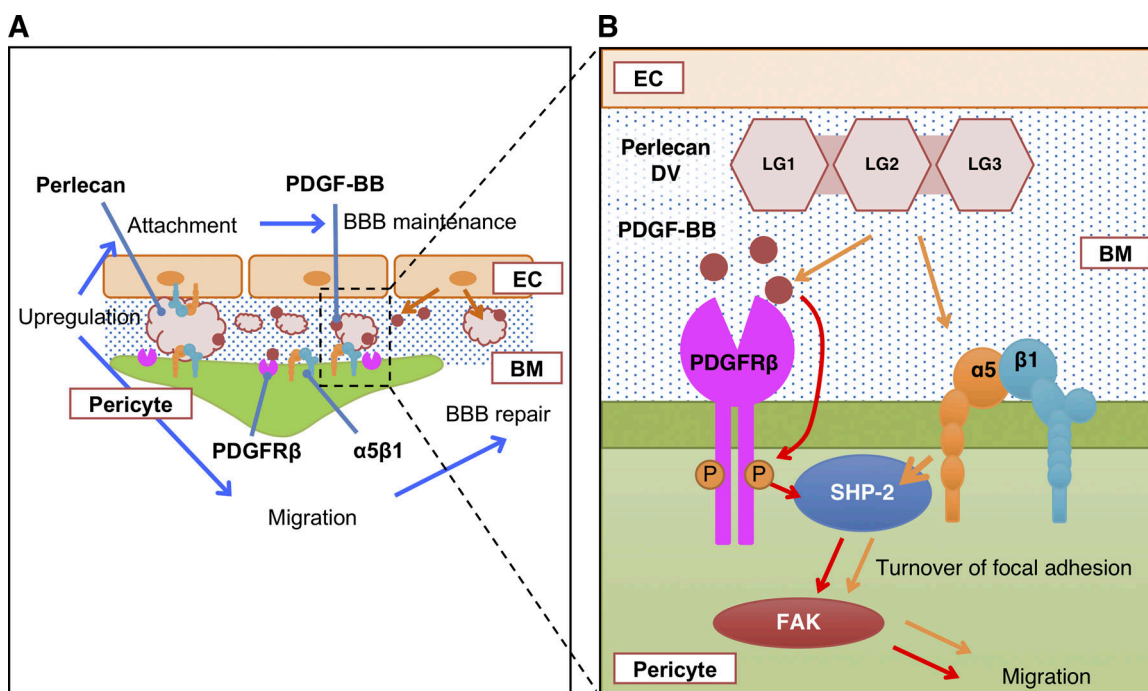 A
Perlecan
PDGF-BB
Attachment
BBB maintenance
EC
Upregulation
BM
Pericyte
BBB repair
PDGFRβ
α5β1
Migration
B
EC
Perlecan
DV
LG1
LG2
LG3
PDGF-BB
BM
PDGFRβ
α5
β1
P
P
SHP-2
Turnover of focal adhesion
FAK
Pericyte
Migration